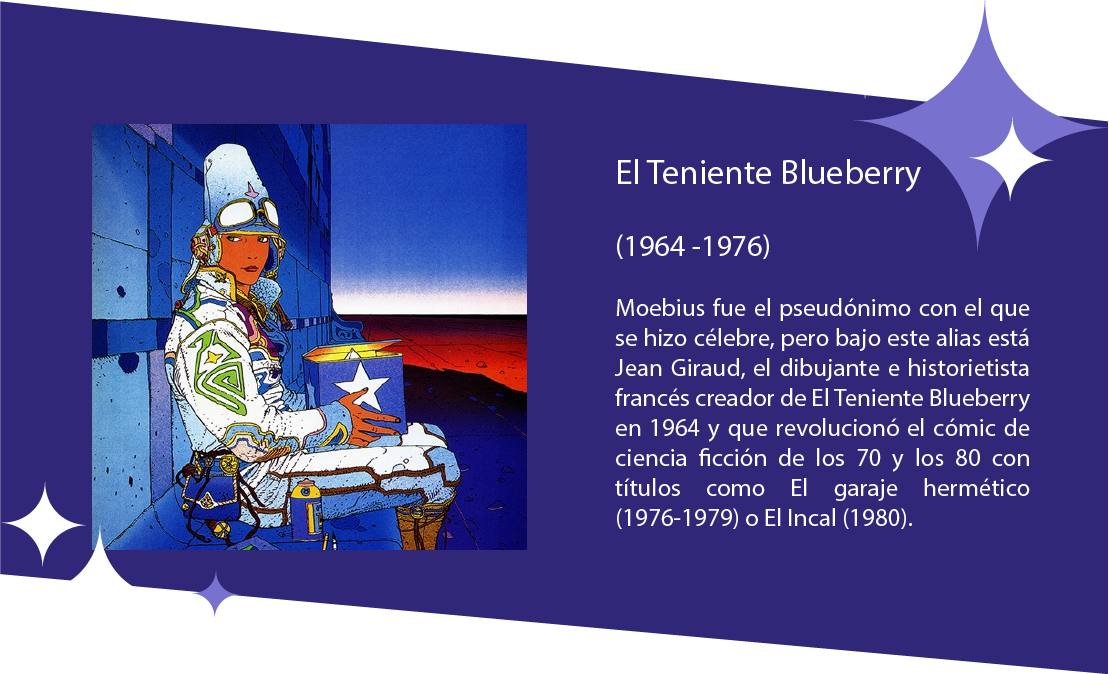 El Teniente Blueberry
(1964 -1976)
Moebius fue el pseudónimo con el que
se hizo célebre, pero bajo este alias está
Jean Giraud, el dibujante e historietista
francés creador de El Teniente Blueberry
en 1964 y que revolucionó el cómic de
ciencia ficción de los 70 y los 80 con
títulos como El garaje hermético
(1976-1979) o El Incal (1980).